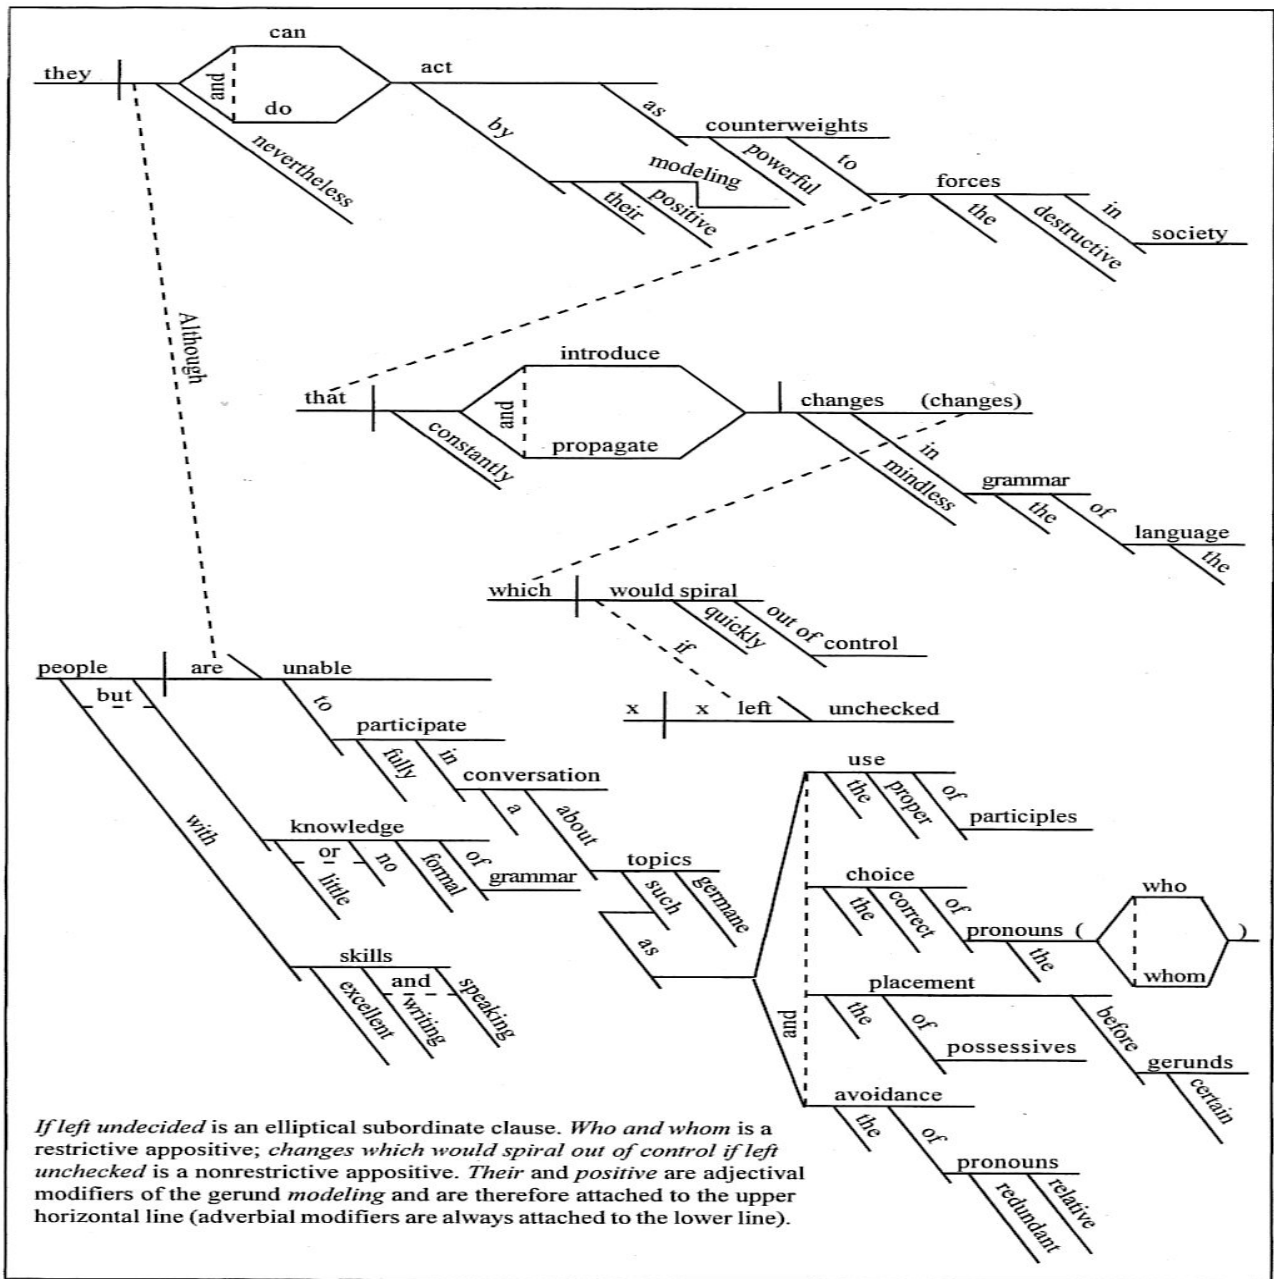 can
they
and
act
do
as
by
counterweights
nevertheless
modeling
powerful
to
their
positive
forces
the
destructive
in
society
Although
introduce
that
and
changes (changes)
constantly
propagate
in
mindless
grammar
the
of
language
the
which
would spiral
quickly
out of
control
if
people
are
unable
but
x
x
left
unchecked
to
participate
fully
in
conversation
a
about
use
the
proper
of
participles
with
knowledge
or
little
no
formal
of
grammar
topics
such
germane
as
choice
the
correct
of
pronouns (
who
)
the
whom
skills
and
excellent
writing
speaking
and
placement
the
of
possessives
before
gerunds
certain
avoidance
the
of
pronouns
redundant
relative
If left undecided is an elliptical subordinate clause. Who and whom is a
restrictive appositive; changes which would spiral out of control if left
unchecked is a nonrestrictive appositive. Their and positive are adjectival
modifiers of the gerund modeling and are therefore attached to the upper
horizontal line (adverbial modifiers are always attached to the lower line).